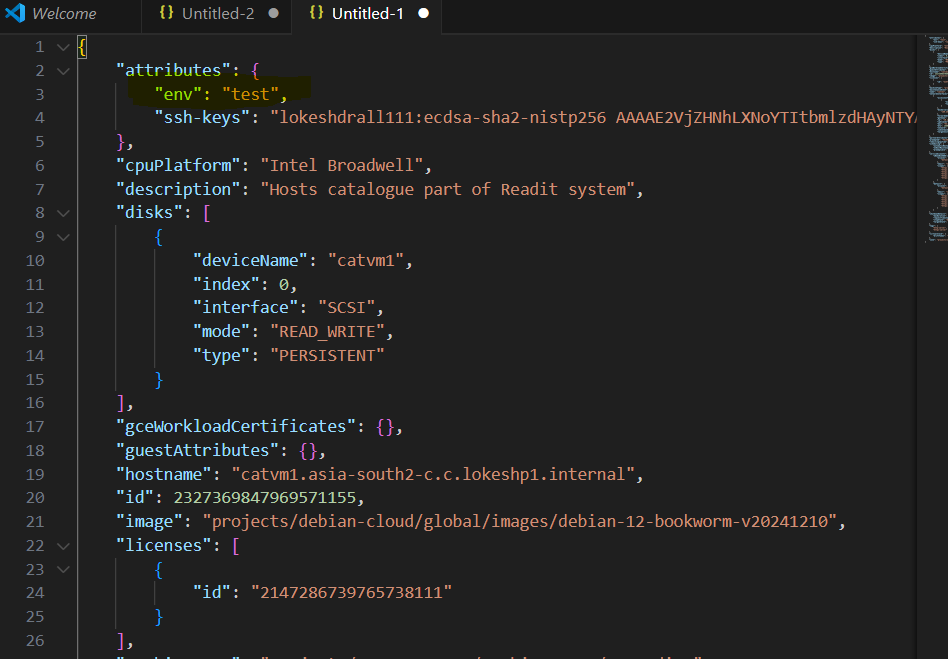 Welcome {} Untitled-2 ● {} Untitled-1 ●
1 {
2 "attributes": {
3 "env": "test",
4 "ssh-keys": "lokeshdrall111:ecdsa-sha2-nistp256
5 },
6 "cpuPlatform": "Intel Broadwell",
7 "description": "Hosts catalogue part of Readit system",
8 "disks": [
9 {
10 "deviceName": "catvm1",
11 "index": 0,
12 "interface": "SCSI",
13 "mode": "READ_WRITE",
14 "type": "PERSISTENT"
15 }
16 ],
17 "gceWorkloadCertificates": {},
18 "guestAttributes": {},
19 "hostname": "catvm1.asia-south2-c.c.lokeshp1.internal",
20 "id": 2327369847969571155,
21 "image": "projects/debian-cloud/global/images/debian-12-bookworm-v20241210",
22 "licenses": [
23 {
24 "id": "2147286739765738111"
25 }
26 ],